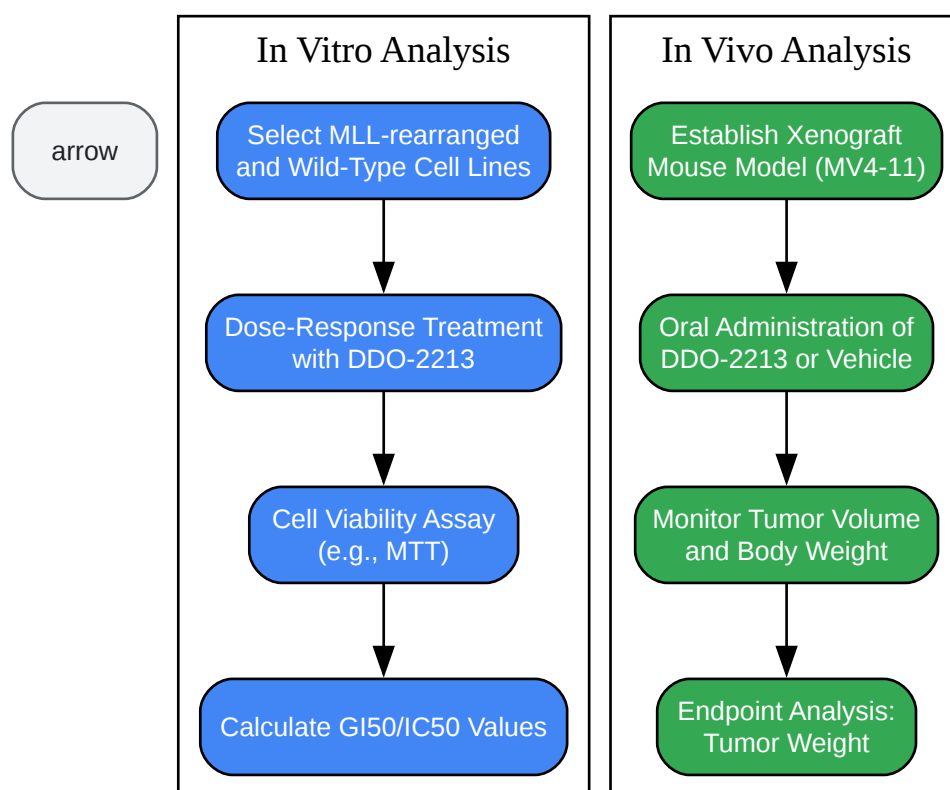 arrow
In Vitro Analysis
Select MLL-rearranged
and Wild-Type Cell Lines
Dose-Response Treatment
with DDO-2213
Cell Viability Assay
(e.g., MTT)
Calculate GI50/IC50 Values
In Vivo Analysis
Establish Xenograft
Mouse Model (MV4-11)
Oral Administration of
DDO-2213 or Vehicle
Monitor Tumor Volume
and Body Weight
Endpoint Analysis:
Tumor Weight